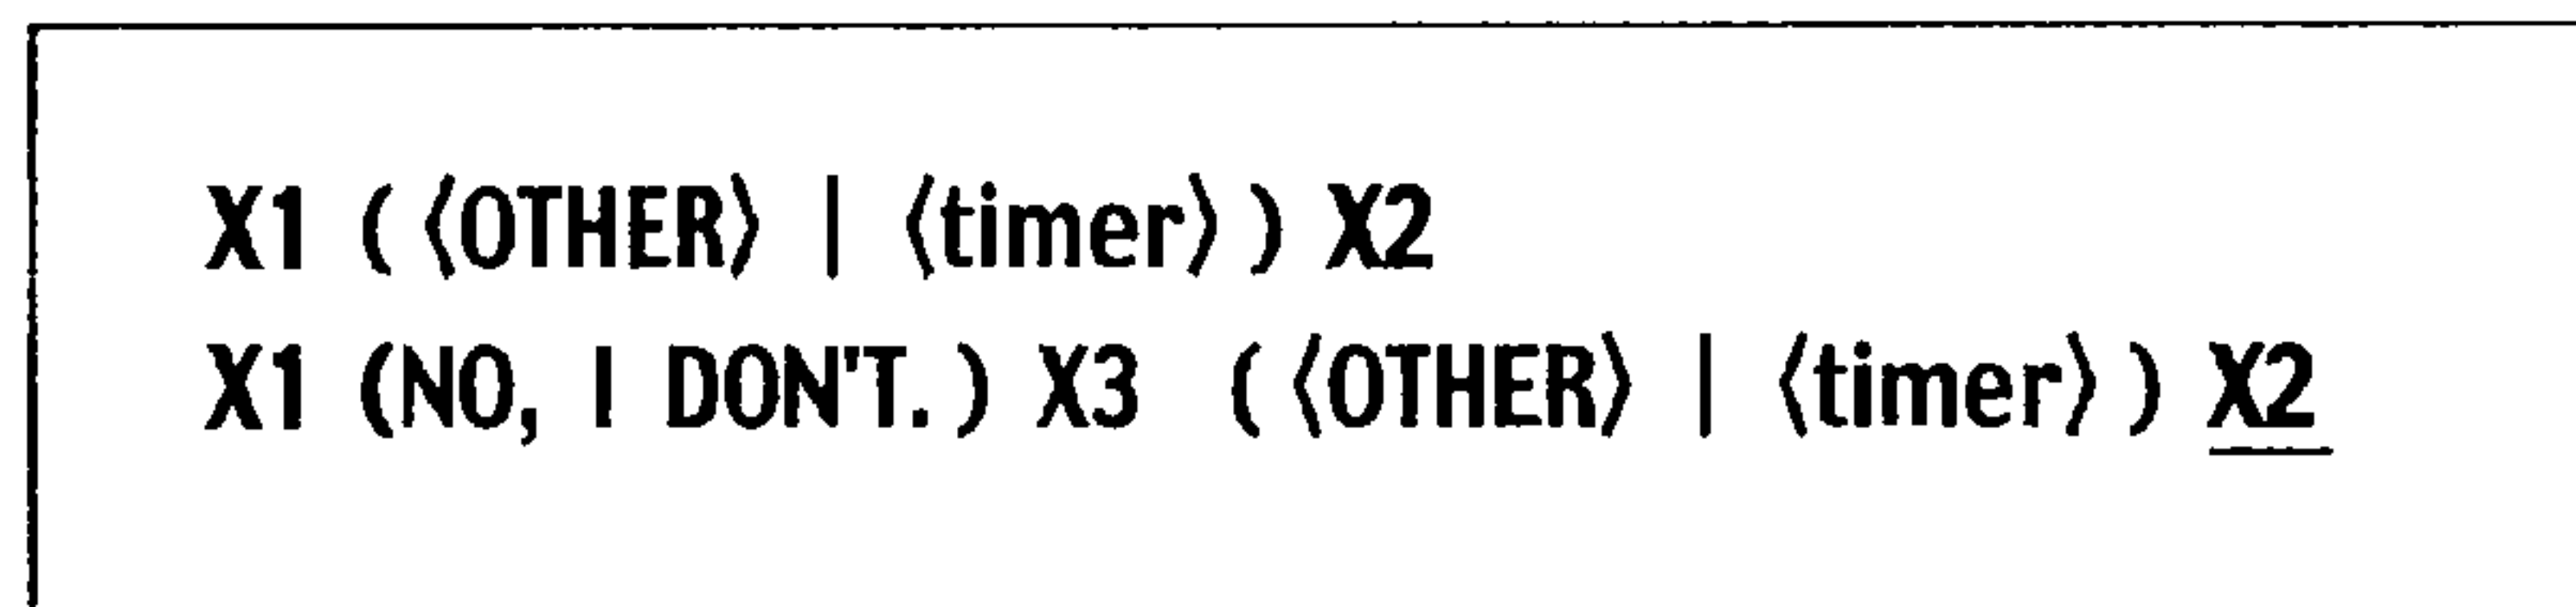 X1 (⟨OTHER⟩ | ⟨timer⟩) X2
X1 (NO, I DON'T.) X3 (⟨OTHER⟩ | ⟨timer⟩) X2